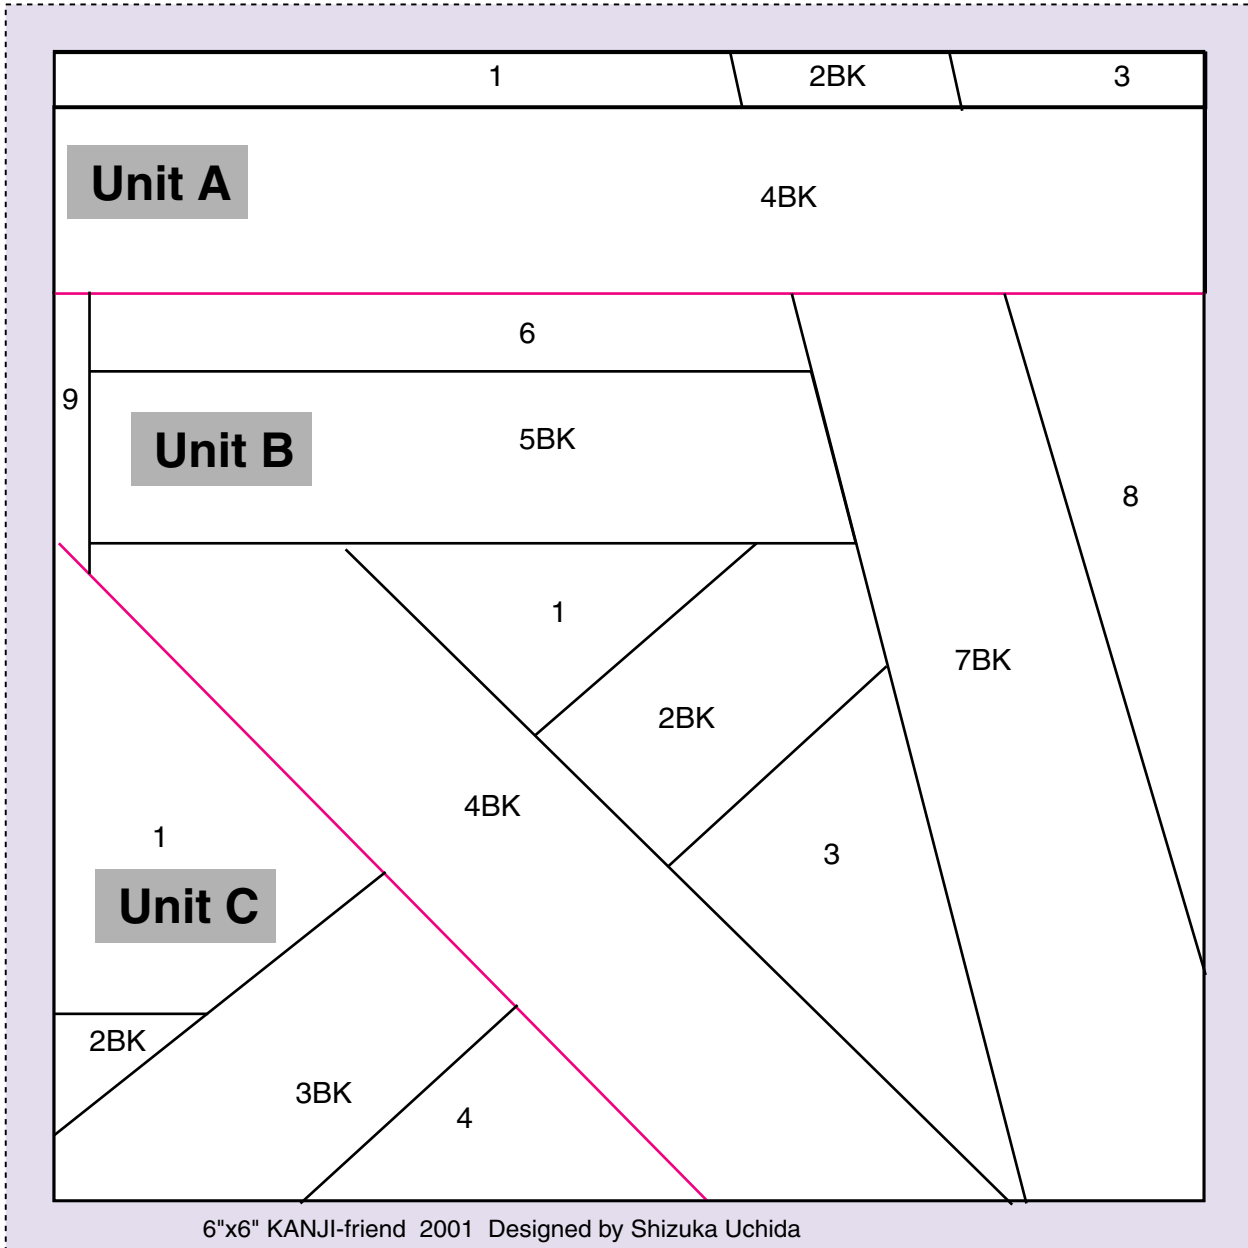 1 2BK 3
Unit A
4BK
6
9
5BK
Unit B
8
1
7BK
2BK
4BK
3
1
Unit C
2BK
3BK
4
6"x6" KANJI-friend 2001 Designed by Shizuka Uchida